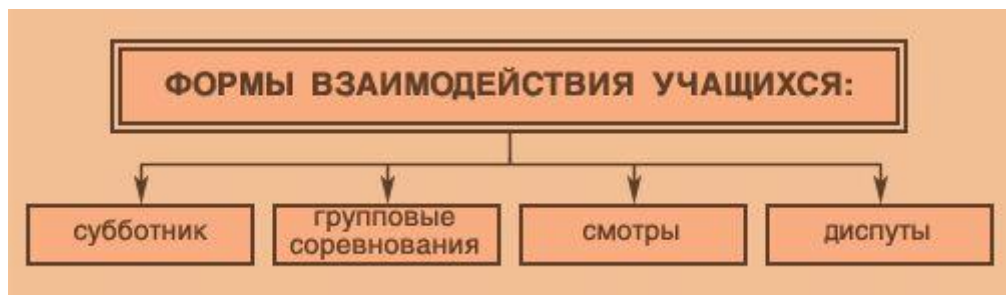 ФОРМЫ ВЗАИМОДЕЙСТВИЯ УЧАЩИХСЯ:
субботник
групповые
соревнования
смотры
диспуты